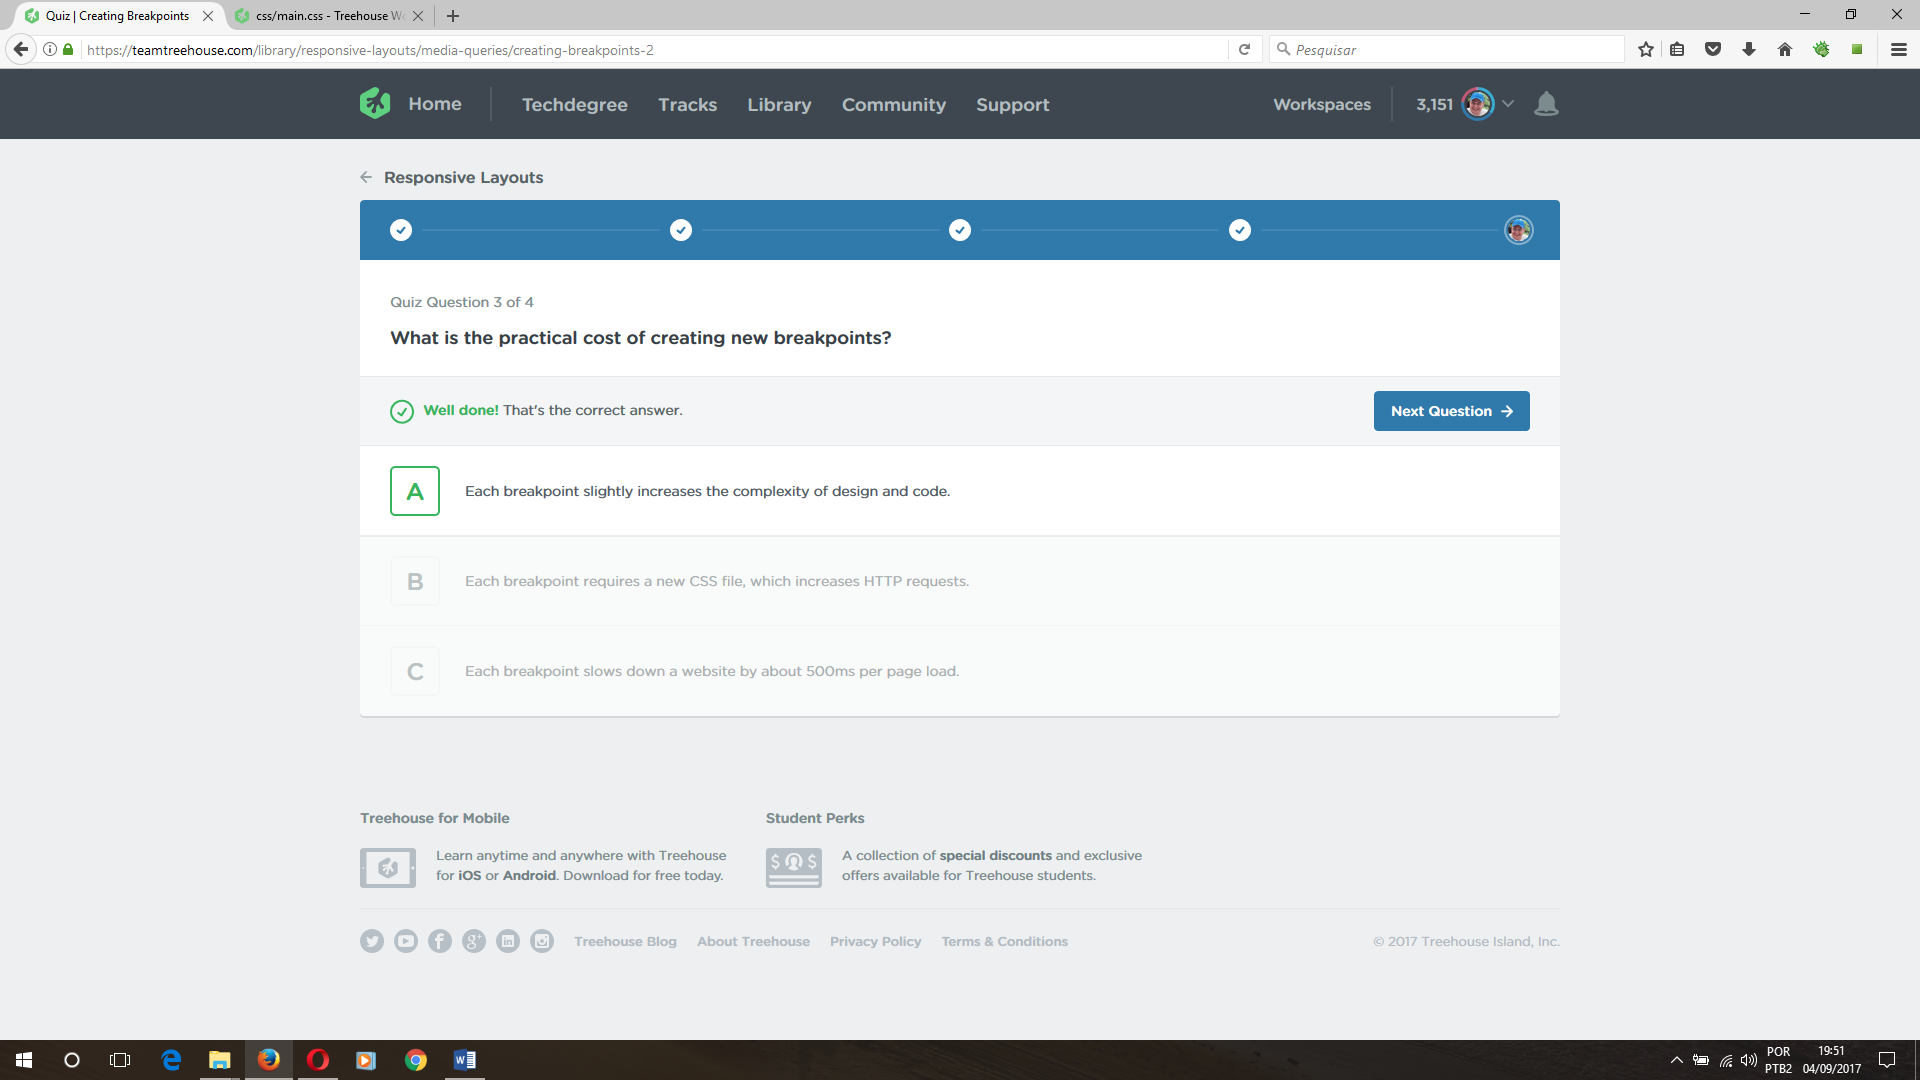 Quiz | Creating Breakpoints
css/main.css - Treehouse W
https://teamtreehouse.com/library/responsive-layouts/media-queries/creating-breakpoints-2
Pesquisar
Home
Techdegree
Tracks
Library
Community
Support
Workspaces
3,151
Responsive Layouts
Quiz Question 3 of 4
What is the practical cost of creating new breakpoints?
Well done! That's the correct answer.
Next Question
A
Each breakpoint slightly increases the complexity of design and code.
B
Each breakpoint requires a new CSS file, which increases HTTP requests.
C
Each breakpoint slows down a website by about 500ms per page load.
Treehouse for Mobile
Learn anytime and anywhere with Treehouse
for iOS or Android. Download for free today.
Student Perks
A collection of special discounts and exclusive
offers available for Treehouse students.
Treehouse Blog
About Treehouse
Privacy Policy
Terms & Conditions
© 2017 Treehouse Island, Inc.
POR
PTB2
19:51
04/09/2017